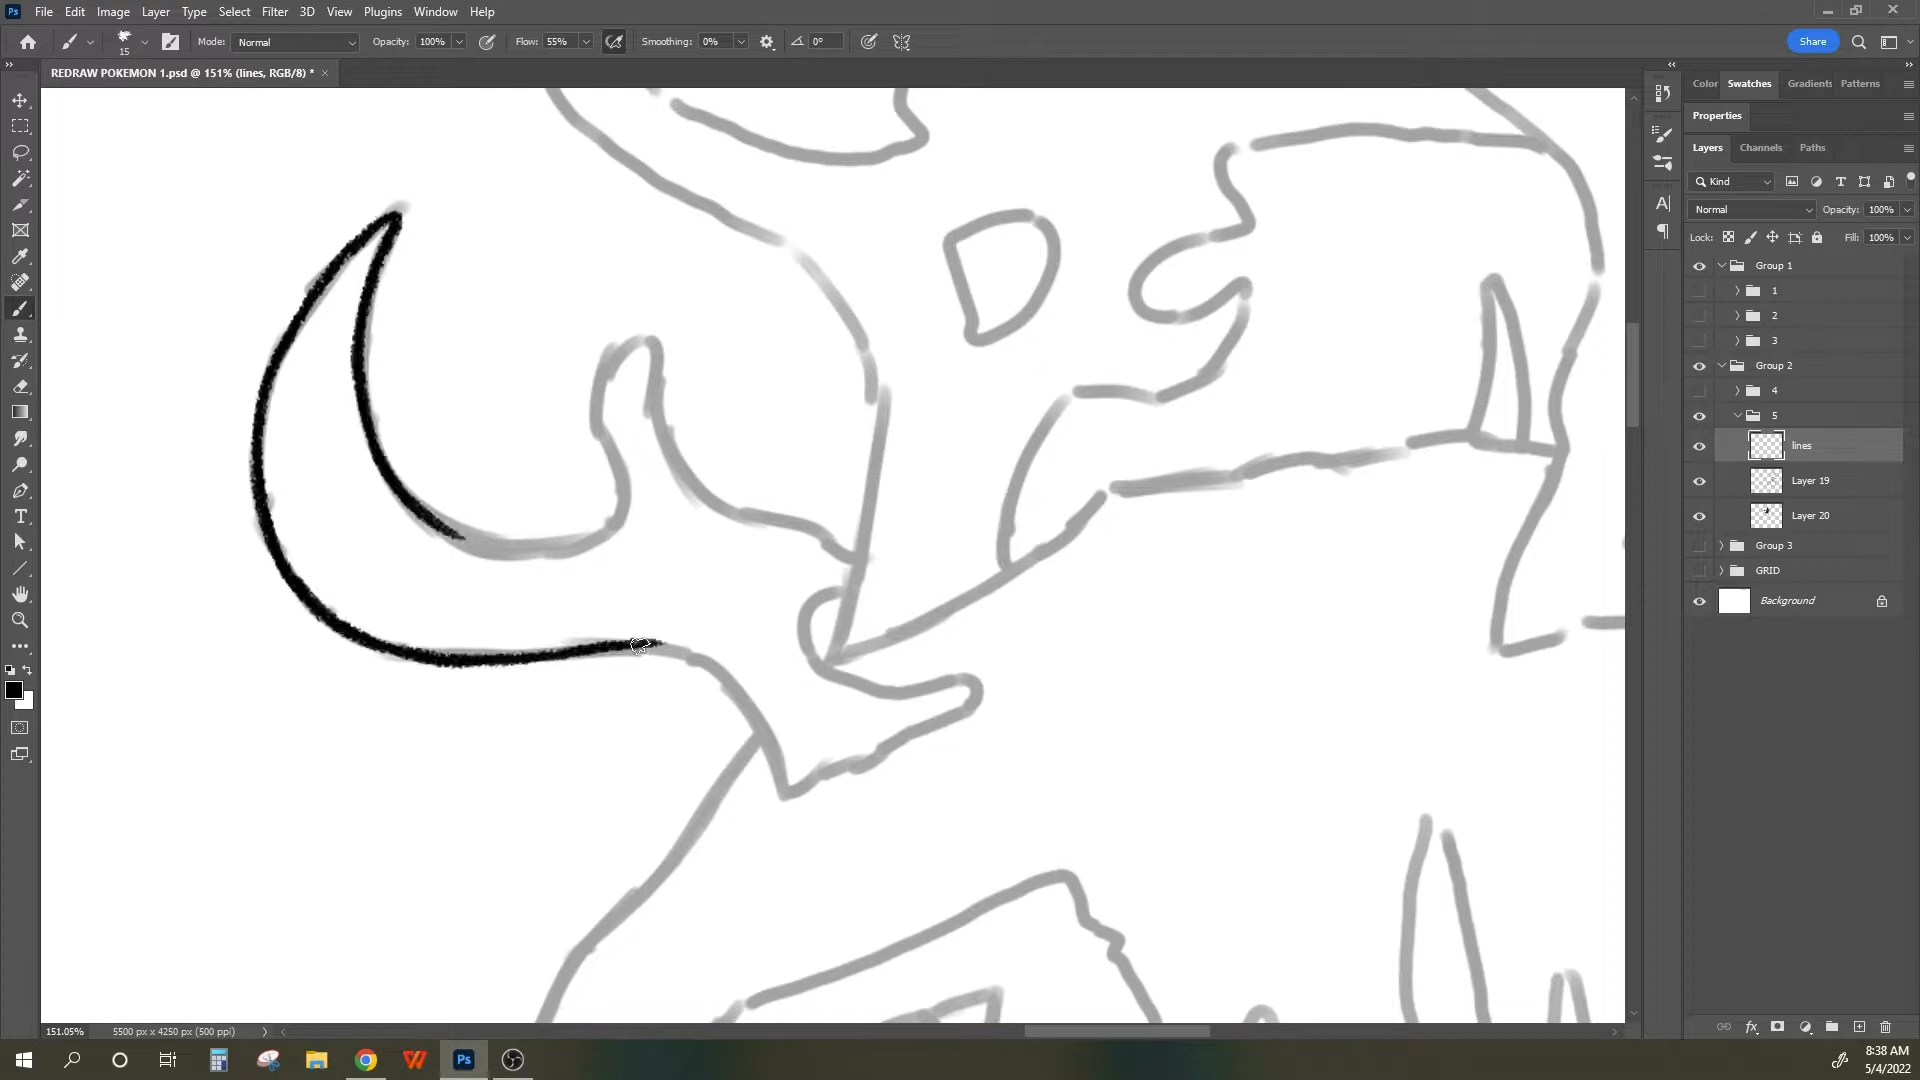 Ps File Edit Image Layer Type Select Filter 3D View Plugins Window Help
15 Mode: Normal Opacity: 100% Flow: 55% Smoothing: 0% 0° Share
REDRAW POKEMON 1.psd @ 151% (lines, RGB/8) *
Color Swatches Gradients Patterns
Properties
Layers Channels Paths
Kind
Normal Opacity: 100%
Lock: Fill: 100%
Group 1
1
2
3
Group 2
4
5
lines
Layer 19
Layer 20
Group 3
GRID
Background
151.05% 5500 px x 4250 px (500 ppi)
Ps
8:38 AM
5/4/2022